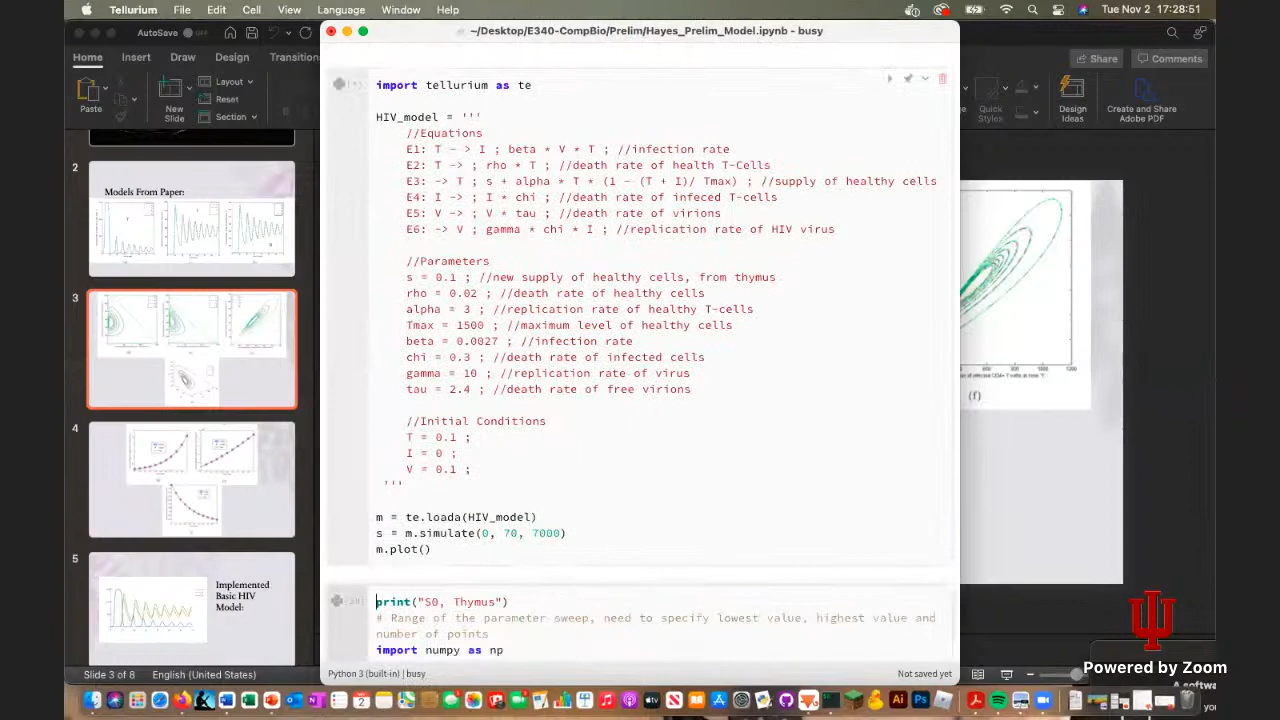 Terminal File Edit Cell View Language Window Help Tue Nov 2 17:28:51
AutoSave OFF
~/Desktop/E340-CompBio/Prelim/Hayes_Prelim_Model.ipynb - busy
Home Insert Draw Design Transitions
Share Comments
Paste
New
Slide
Layout
Reset
Section
Quick
Styles
Design
Ideas
Create and Share
Adobe PDF
2
Models From Paper:
3
4
5
Implemented
Basic HIV
Model:
import tellurium as te
HIV_model = '''
//Equations
E1: T − > I ; beta * V * T ; //infection rate
E2: T −> ; rho * T ; //death rate of health T-Cells
E3: −> T ; s + alpha * T * (1 − (T + I)/ Tmax) ; //supply of healthy cells
E4: I −> ; I * chi ; //death rate of infeced T-cells
E5: V −> ; V * tau ; //death rate of virions
E6: −> V ; gamma * chi * I ; //replication rate of HIV virus
//Parameters
s = 0.1 ; //new supply of healthy cells, from thymus
rho = 0.02 ; //death rate of healthy cells
alpha = 3 ; //replication rate of healthy T-cells
Tmax = 1500 ; //maximum level of healthy cells
beta = 0.0027 ; //infection rate
chi = 0.3 ; //death rate of infected cells
gamma = 10 ; //replication rate of virus
tau = 2.4 ; //death rate of free virions
//Initial Conditions
T = 0.1 ;
I = 0 ;
V = 0.1 ;
'''
m = te.loada(HIV_model)
s = m.simulate(0, 70, 7000)
m.plot()
print("S0, Thymus")
# Range of the parameter sweep, need to specify lowest value, highest value and
number of points
import numpy as np
Python 3 (built-in) | busy
Not saved yet
600 900 1200
(f)
Slide 3 of 8 English (United States)
Powered by Zoom